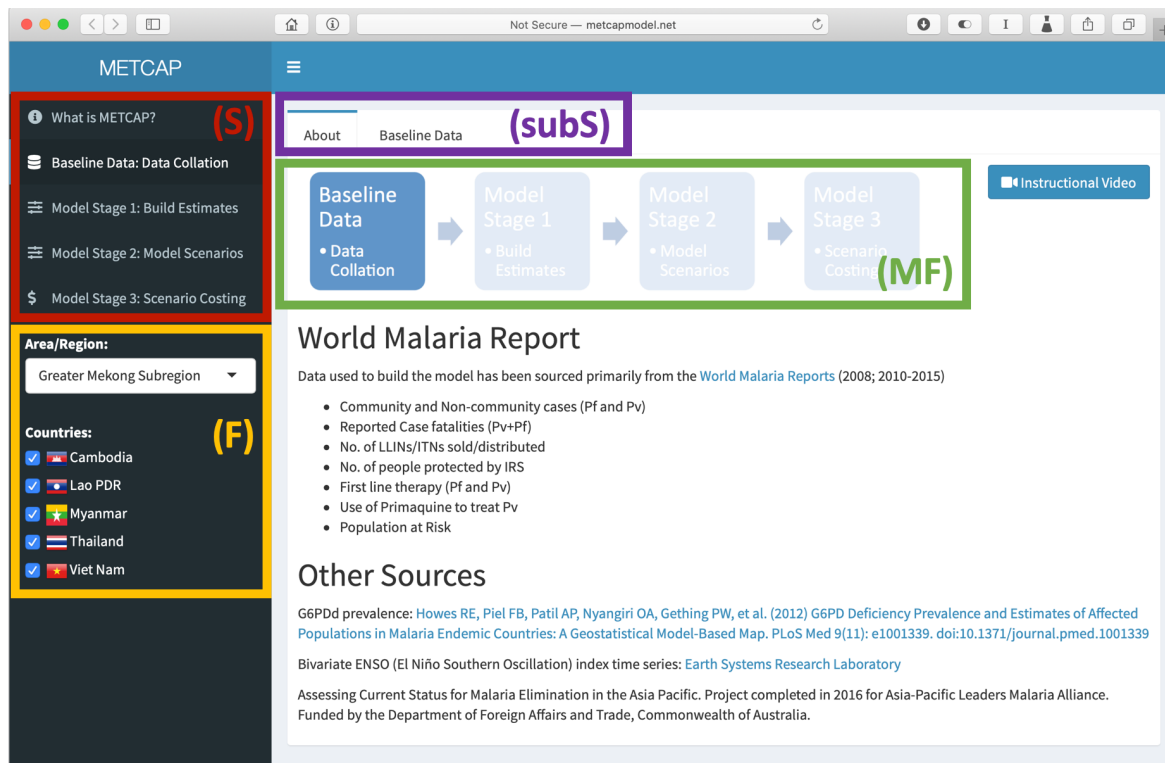 Not Secure — metcapmodel.net
METCAP
What is METCAP?
(S)
Baseline Data: Data Collation
Model Stage 1: Build Estimates
Model Stage 2: Model Scenarios
$ Model Stage 3: Scenario Costing
Area/Region:
Greater Mekong Subregion
Countries:
(F)
Cambodia
Lao PDR
Myanmar
Thailand
Viet Nam
About Baseline Data (subS)
Baseline Data
• Data Collation
Model Stage 1
• Build Estimates
Model Stage 2
• Model Scenarios
Model Stage 3
• Scenario Costing
(MF)
Instructional Video
World Malaria Report
Data used to build the model has been sourced primarily from the World Malaria Reports (2008; 2010-2015)
• Community and Non-community cases (Pf and Pv)
• Reported Case fatalities (Pv+Pf)
• No. of LLINs/ITNs sold/distributed
• No. of people protected by IRS
• First line therapy (Pf and Pv)
• Use of Primaquine to treat Pv
• Population at Risk
Other Sources
G6PDd prevalence: Howes RE, Piel FB, Patil AP, Nyangiri OA, Gething PW, et al. (2012) G6PD Deficiency Prevalence and Estimates of Affected
Populations in Malaria Endemic Countries: A Geostatistical Model-Based Map. PLoS Med 9(11): e1001339. doi:10.1371/journal.pmed.1001339
Bivariate ENSO (El Niño Southern Oscillation) index time series: Earth Systems Research Laboratory
Assessing Current Status for Malaria Elimination in the Asia Pacific. Project completed in 2016 for Asia-Pacific Leaders Malaria Alliance.
Funded by the Department of Foreign Affairs and Trade, Commonwealth of Australia.